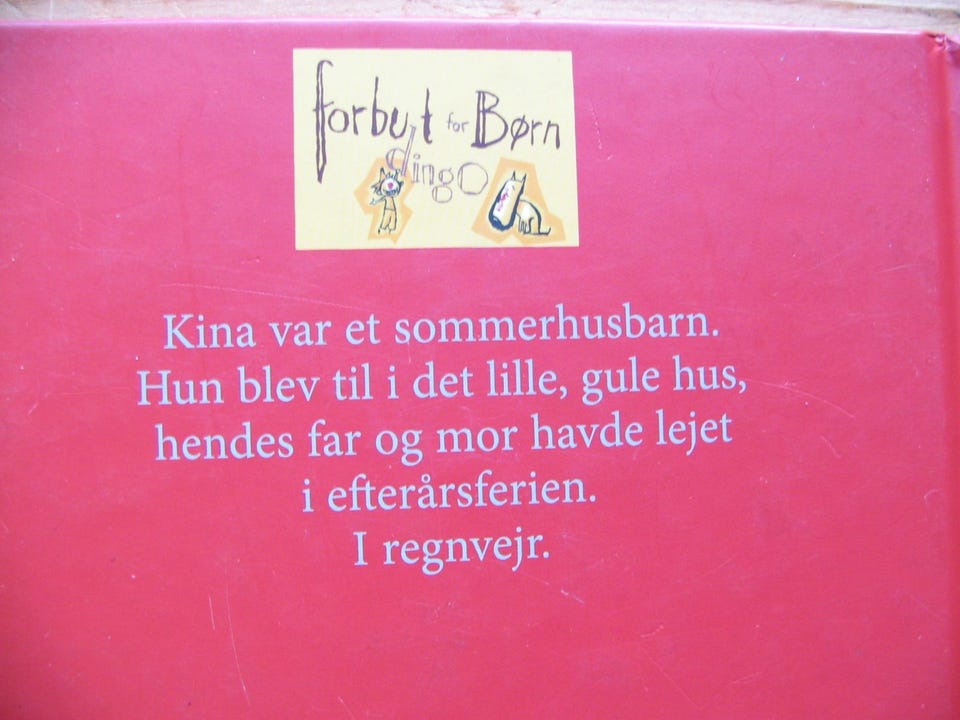 forbudt for Børn
dingo
Kina var et sommerhusbarn.
Hun blev til i det lille, gule hus,
hendes far og mor havde lejet
i efterårsferien.
I regnvejr.